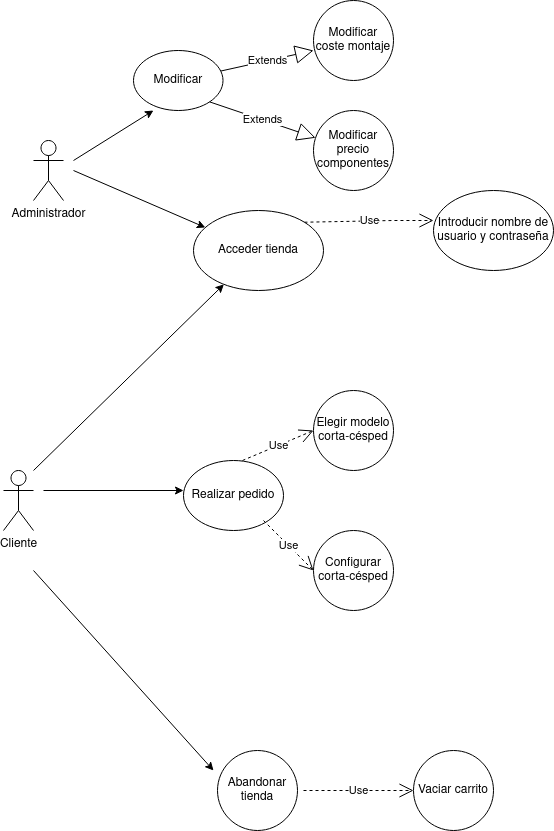 Modificar
coste montaje
Extends
Modificar
Extends
Modificar
precio
componentes
Administrador
Use
Introducir nombre de
usuario y contraseña
Acceder tienda
Elegir modelo
corta-césped
Use
Realizar pedido
Cliente
Use
Configurar
corta-césped
Abandonar
tienda
Use
Vaciar carrito